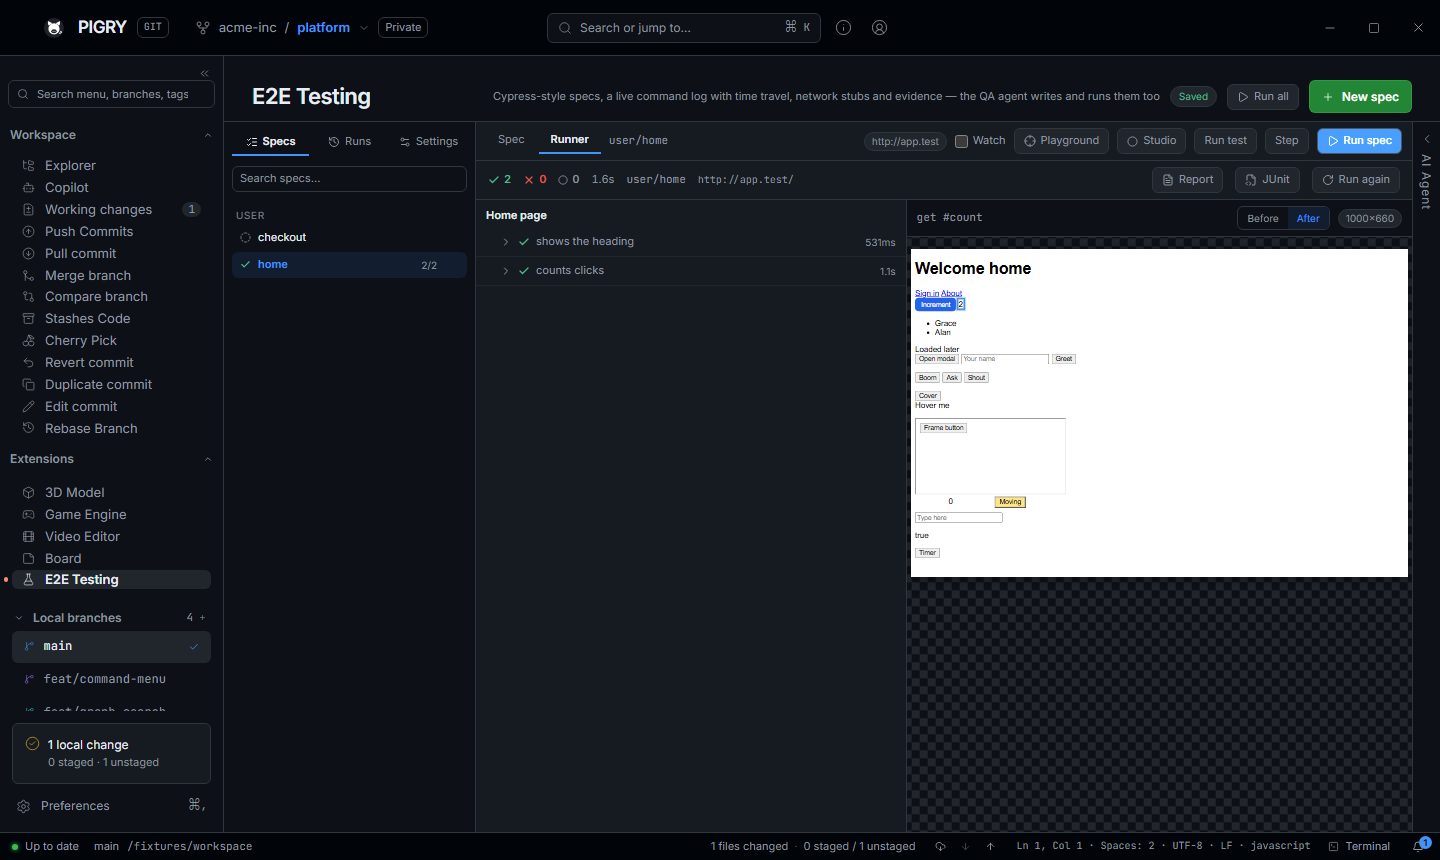 PIGRY GIT acme-inc / platform Private Search or jump to... ⌘ K
Search menu, branches, tags
Workspace
Explorer
Copilot
Working changes 1
Push Commits
Pull commit
Merge branch
Compare branch
Stashes Code
Cherry Pick
Revert commit
Duplicate commit
Edit commit
Rebase Branch
Extensions
3D Model
Game Engine
Video Editor
Board
E2E Testing
Local branches 4 +
main
feat/command-menu
1 local change
0 staged · 1 unstaged
Preferences ⌘,
E2E Testing
Cypress-style specs, a live command log with time travel, network stubs and evidence — the QA agent writes and runs them too Saved Run all + New spec
Specs Runs Settings
Search specs...
USER
checkout
home 2/2
Spec Runner user/home http://app.test Watch Playground Studio Run test Step Run spec
2 0 0 1.6s user/home http://app.test/ Report JUnit Run again
Home page
shows the heading 531ms
counts clicks 1.1s
get #count Before After 1000×660
Welcome home
Sign in About
Increment 2
Grace
Alan
Loaded later
Open modal Your name Greet
Boom Ask Shout
Cover
Hover me
Frame button
0 Moving
Type here
true
Timer
AI Agent
Up to date main /fixtures/workspace 1 files changed · 0 staged / 1 unstaged Ln 1, Col 1 · Spaces: 2 · UTF-8 · LF · javascript Terminal 1